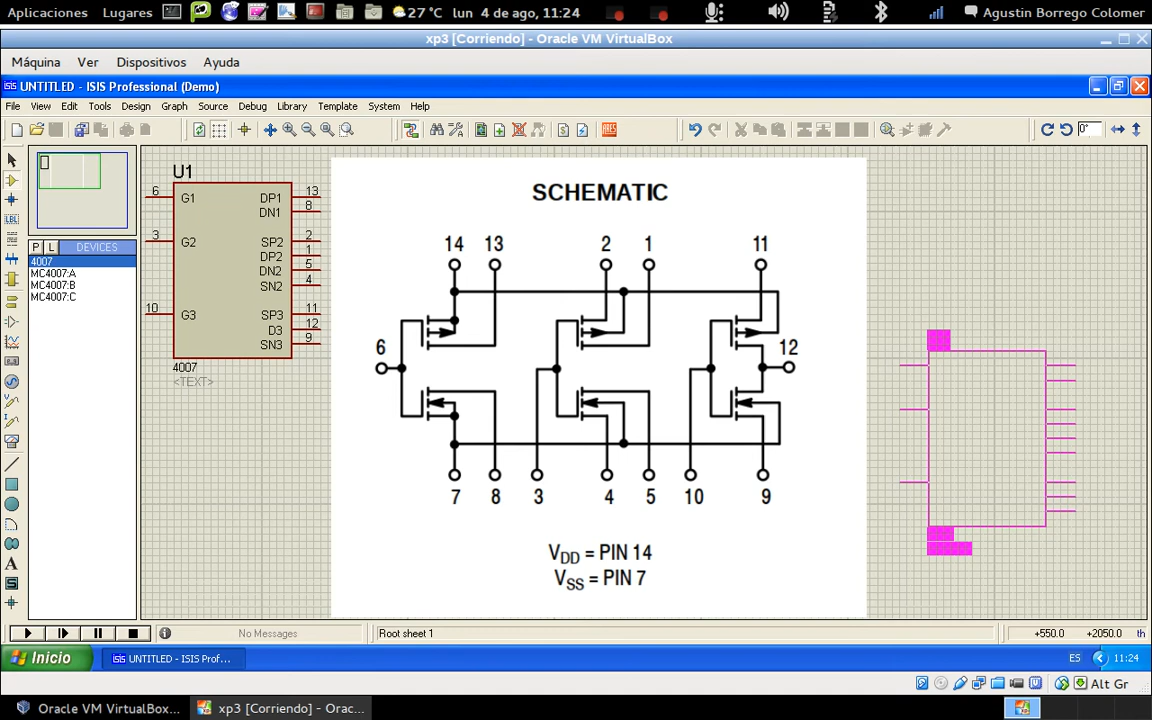 Aplicaciones Lugares 27 °C lun 4 de ago, 11:24 Agustin Borrego Colomer
xp3 [Corriendo] - Oracle VM VirtualBox
Máquina Ver Dispositivos Ayuda
isis UNTITLED - ISIS Professional (Demo)
File View Edit Tools Design Graph Source Debug Library Template System Help
ARES
0°
LBL
P L DEVICES
4007
MC4007:A
MC4007:B
MC4007:C
A
S
U1
6 G1 DP1 13
DN1 8
3 G2 SP2 2
DP2 1
DN2 5
SN2 4
10 G3 SP3 11
D3 12
SN3 9
4007
<TEXT>
SCHEMATIC
14 13 2 1 11
6 12
7 8 3 4 5 10 9
VDD = PIN 14
VSS = PIN 7
No Messages Root sheet 1 +550.0 +2050.0 th
Inicio isis UNTITLED - ISIS Prof... ES 11:24
Alt Gr
Oracle VM VirtualBox... xp3 [Corriendo] - Orac...